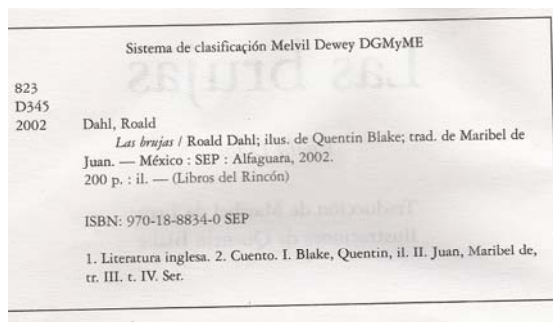 Sistema de clasificación Melvil Dewey DGMyME
823
D345
2002 Dahl, Roald
Las brujas / Roald Dahl; ilus. de Quentin Blake; trad. de Maribel de
Juan. — México : SEP : Alfaguara, 2002.
200 p. : il. — (Libros del Rincón)
ISBN: 970-18-8834-0 SEP
1. Literatura inglesa. 2. Cuento. I. Blake, Quentin, il. II. Juan, Maribel de,
tr. III. t. IV. Ser.